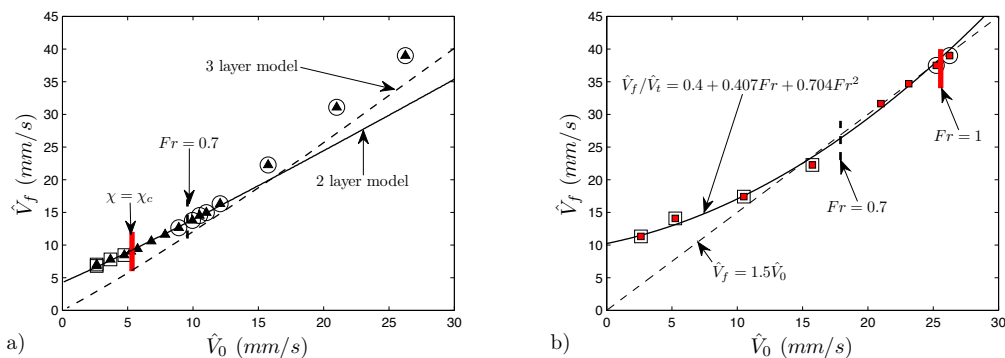 45
40
35
30
25
20
15
10
5
0
0 5 10 15 20 25 30
V̂_f (mm/s)
V̂_0 (mm/s)
3 layer model
Fr = 0.7
χ = χ_c
2 layer model
a)
45
40
35
30
25
20
15
10
5
0
0 5 10 15 20 25 30
V̂_f (mm/s)
V̂_0 (mm/s)
V̂_f/V̂_t = 0.4 + 0.407Fr + 0.704Fr²
Fr = 1
Fr = 0.7
V̂_f = 1.5V̂_0
b)